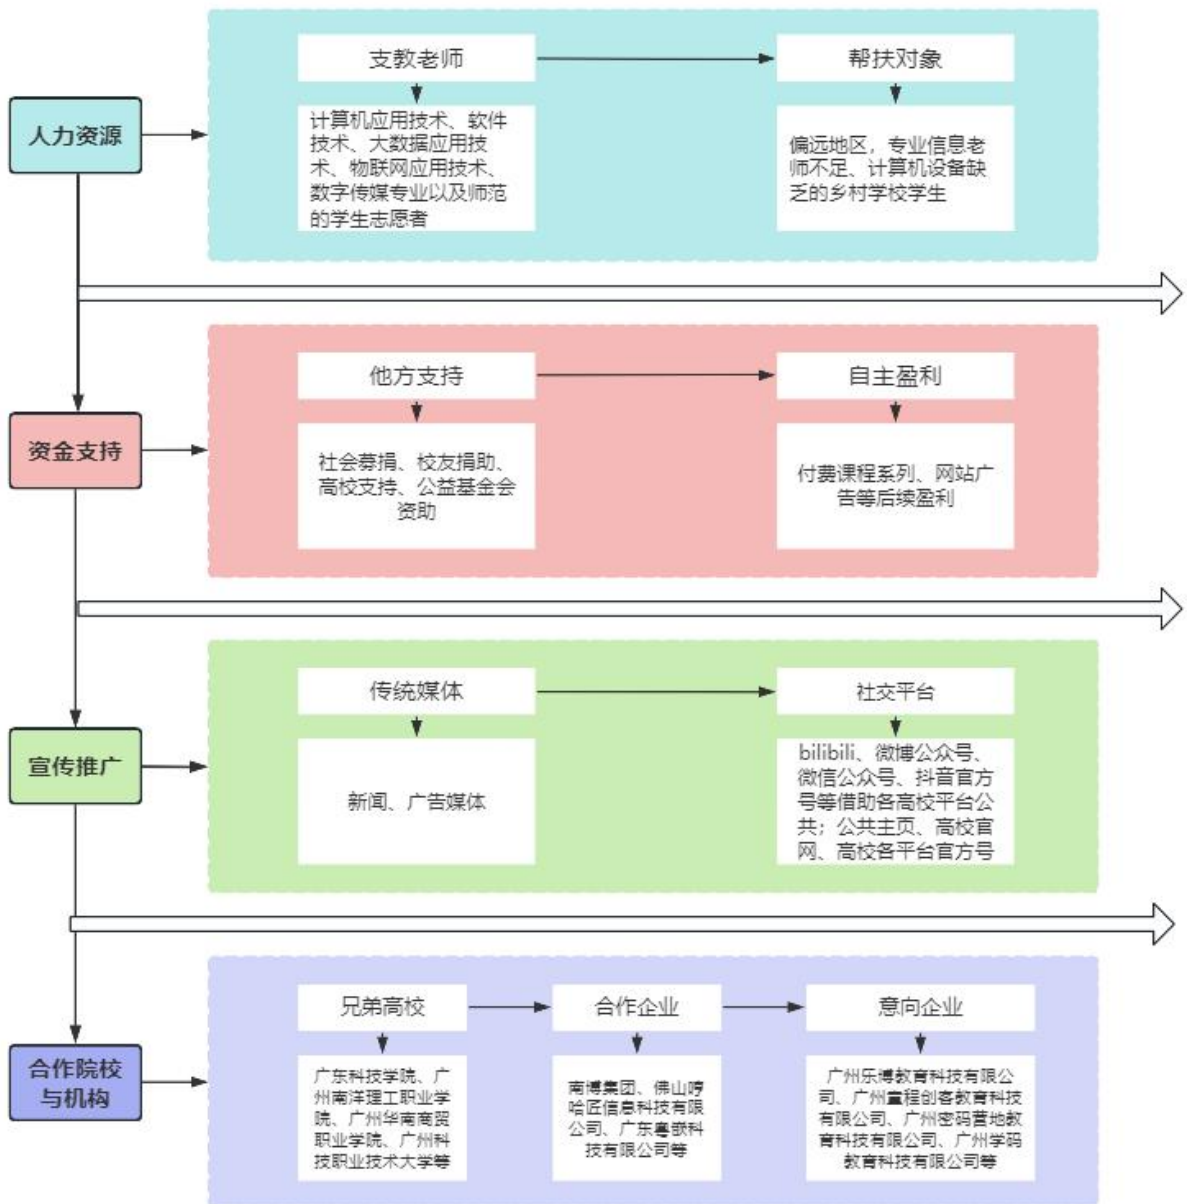 人力资源
支教老师
帮扶对象
计算机应用技术、软件
技术、大数据应用技
术、物联网应用技术、
数字传媒专业以及师范
的学生志愿者
偏远地区，专业信息老
师不足、计算机设备缺
乏的乡村学校学生
资金支持
他方支持
自主盈利
社会募捐、校友捐助、
高校支持、公益基金会
资助
付费课程系列、网站广
告等后续盈利
宣传推广
传统媒体
社交平台
新闻、广告媒体
bilibili、微博公众号、
微信公众号、抖音官方
号等借助各高校平台公
共；公共主页、高校官
网、高校各平台官方号
合作院校
与机构
兄弟高校
合作企业
意向企业
广东科技学院、广
州南洋理工职业学
院、广州华南商贸
职业学院、广州科
技职业技术大学等
南博集团、佛山哼
哈匠信息科技有限
公司、广东粤嵌科
技有限公司等
广州乐博教育科技有限公
司、广州童程创客教育科技
有限公司、广州密码营地教
育科技有限公司、广州学码
教育科技有限公司等